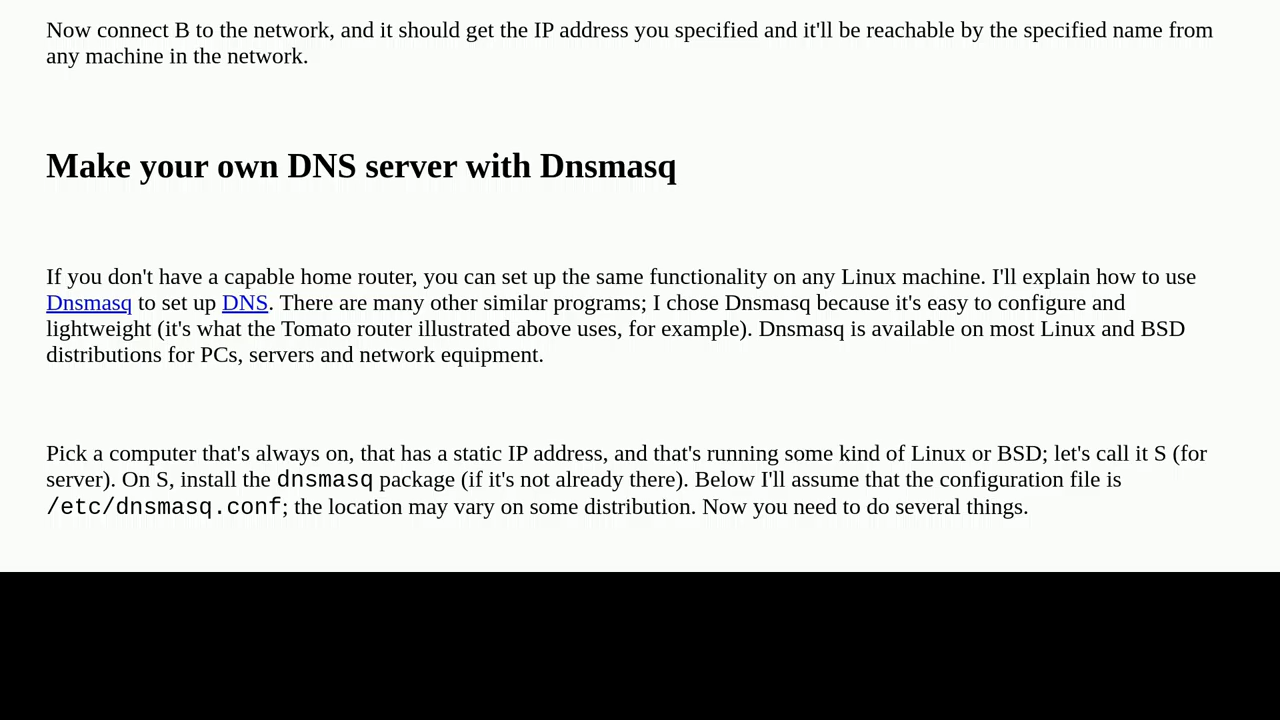 Now connect B to the network, and it should get the IP address you specified and it'll be reachable by the specified name from
any machine in the network.
Make your own DNS server with Dnsmasq
If you don't have a capable home router, you can set up the same functionality on any Linux machine. I'll explain how to use
Dnsmasq to set up DNS. There are many other similar programs; I chose Dnsmasq because it's easy to configure and
lightweight (it's what the Tomato router illustrated above uses, for example). Dnsmasq is available on most Linux and BSD
distributions for PCs, servers and network equipment.
Pick a computer that's always on, that has a static IP address, and that's running some kind of Linux or BSD; let's call it S (for
server). On S, install the dnsmasq package (if it's not already there). Below I'll assume that the configuration file is
/etc/dnsmasq.conf; the location may vary on some distribution. Now you need to do several things.